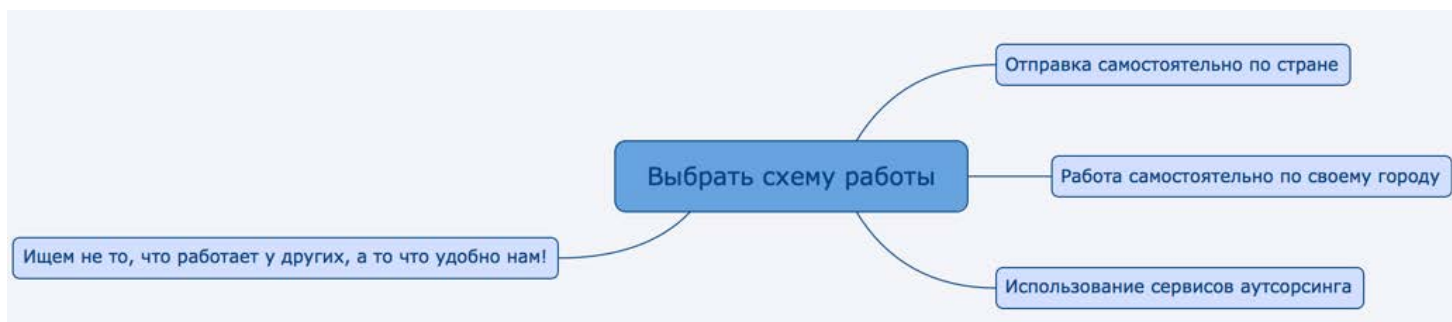 Отправка самостоятельно по стране
Выбрать схему работы
Работа самостоятельно по своему городу
Ищем не то, что работает у других, а то что удобно нам!
Использование сервисов аутсорсинга